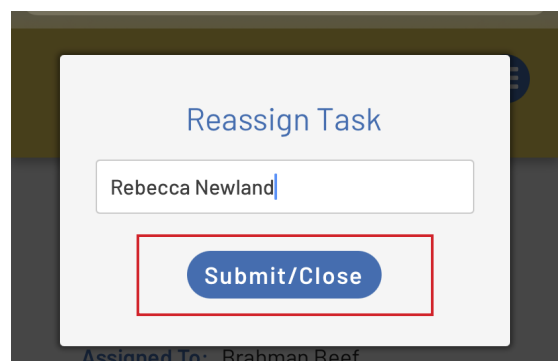 Reassign Task
Rebecca Newland
Submit/Close
Assigned To: Brahman Beef